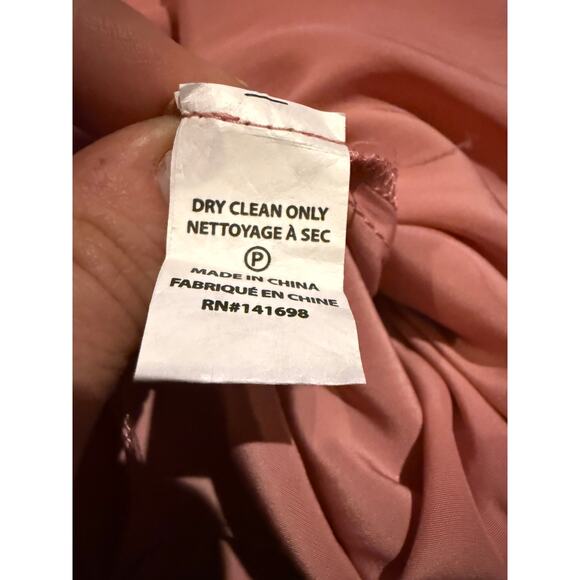 DRY CLEAN ONLY
NETTOYAGE À SEC
P
MADE IN CHINA
FABRIQUÉ EN CHINE
RN#141698